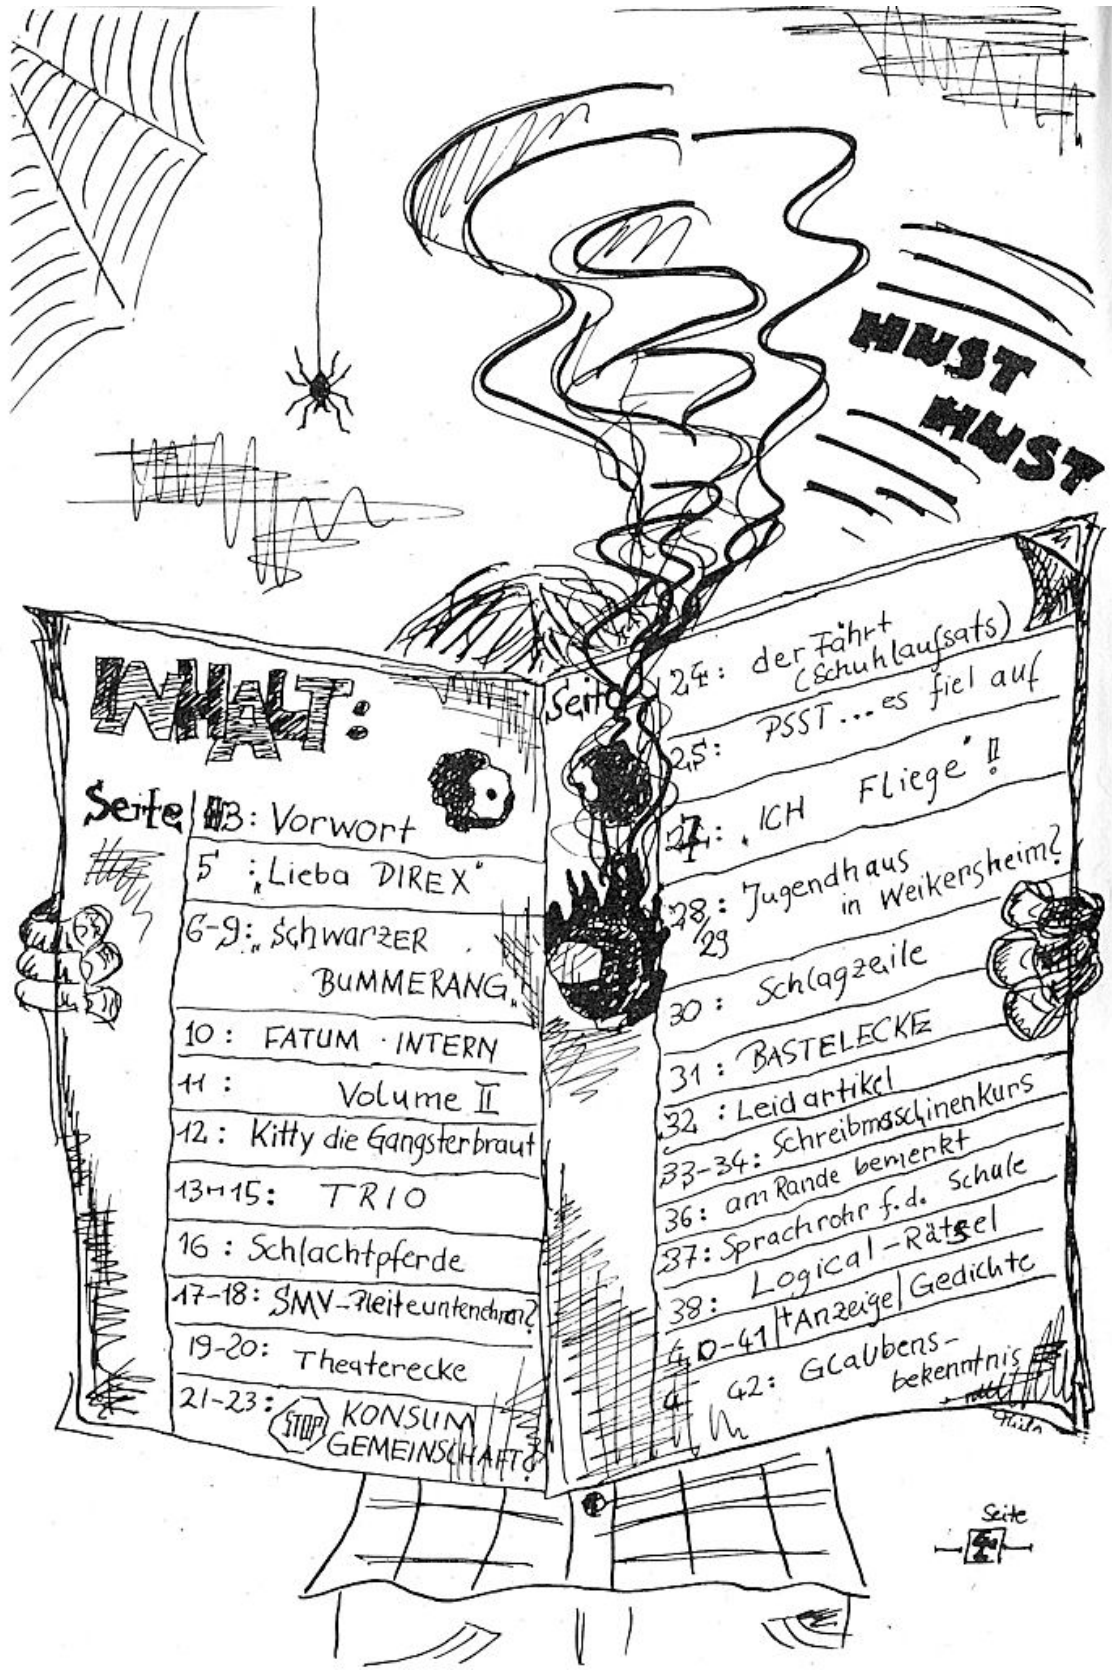 HUST
HUST
INHALT:
Seite
3: Vorwort
5: „Lieba DIREX"
6-9: „SchwarzER
BUMMERANG"
10: FATUM · INTERN
11: Volume II
12: Kitty die Gangsterbraut
13-15: TRIO
16: Schlachtpferde
17-18: SMV-Pleiteunternehmen?
19-20: Theaterecke
21-23: STOP KONSUM
GEMEINSCHAFT?
Seite
24: der Fährt
(Schuhlaufsats)
25: PSST...es fiel auf
27: „ICH Fliege"!!
28/29: Jugendhaus
in Weikersheim?
30: Schlagzeile
31: BASTELECKE
32: Leidartikel
33-34: Schreibmaschinenkurs
36: am Rande bemerkt
37: Sprachrohr f.d. Schule
38: Logical-Rätsel
40-41 + Anzeige | Gedichte
42: Glaubens-
bekenntnis
Seite